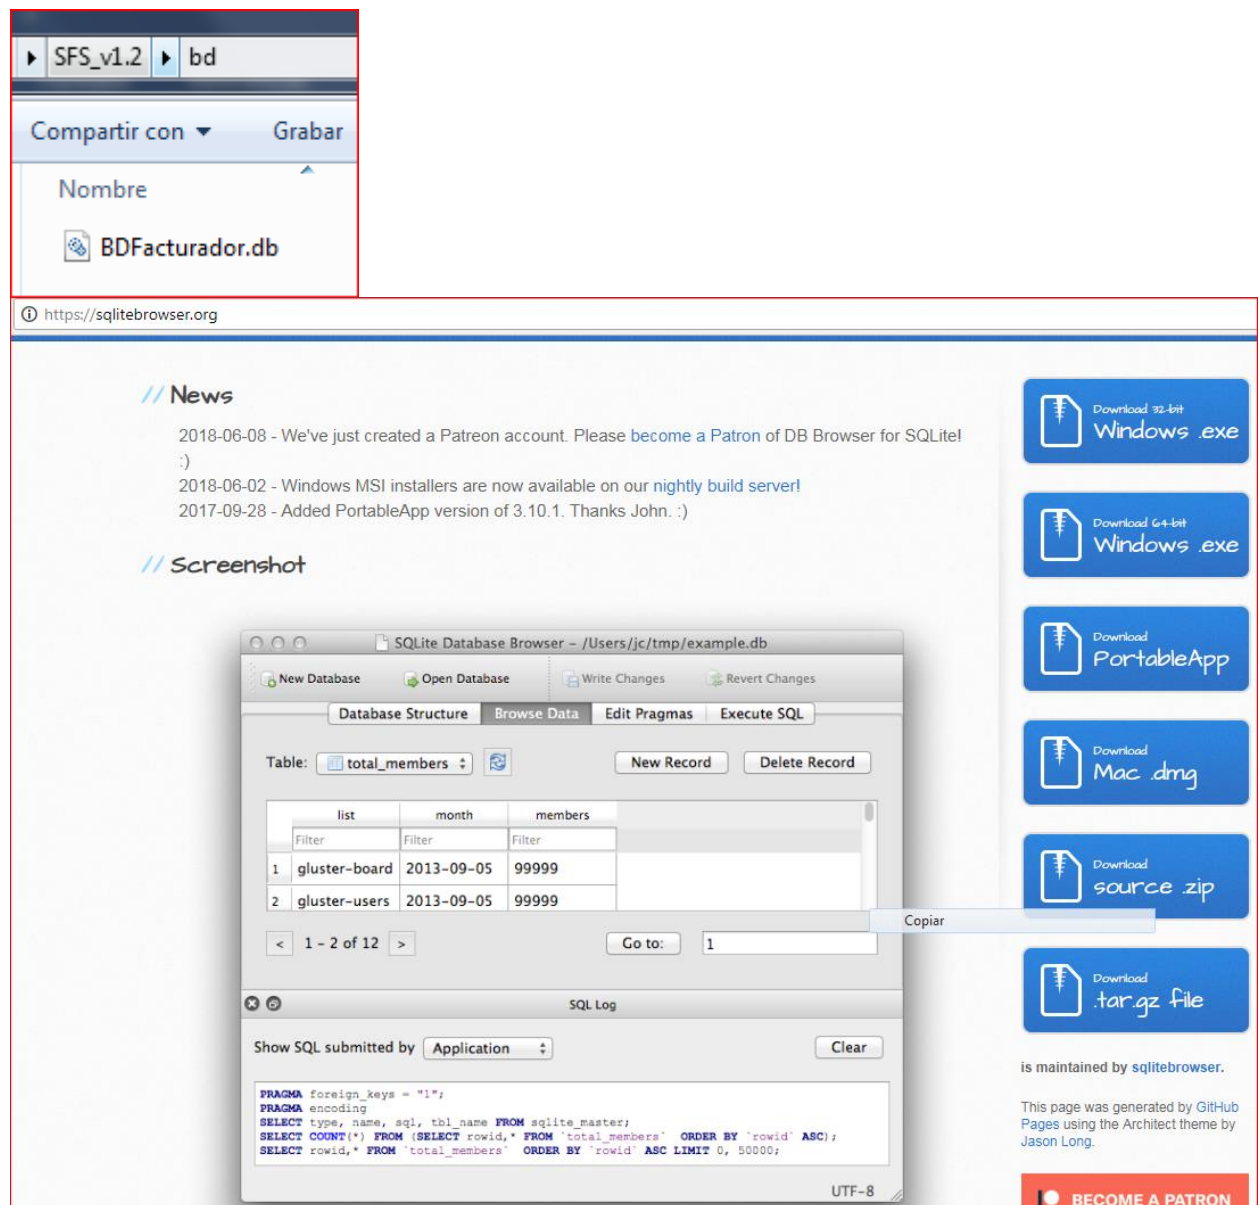 SFS_v1.2 bd
Compartir con Grabar
Nombre
BDFacturador.db
https://sqlitebrowser.org
// News
2018-06-08 - We've just created a Patreon account. Please become a Patron of DB Browser for SQLite!
:)
2018-06-02 - Windows MSI installers are now available on our nightly build server!
2017-09-28 - Added PortableApp version of 3.10.1. Thanks John. :)
// Screenshot
SQLite Database Browser - /Users/jc/tmp/example.db
New Database Open Database Write Changes Revert Changes
Database Structure Browse Data Edit Pragmas Execute SQL
Table: total_members New Record Delete Record
list month members
Filter Filter Filter
1 gluster-board 2013-09-05 99999
2 gluster-users 2013-09-05 99999
< 1 - 2 of 12 > Go to: 1
SQL Log
Show SQL submitted by Application Clear
PRAGMA foreign_keys = "1";
PRAGMA encoding
SELECT type, name, sql, tbl_name FROM sqlite_master;
SELECT COUNT(*) FROM (SELECT rowid,* FROM `total_members` ORDER BY `rowid` ASC);
SELECT rowid,* FROM `total_members` ORDER BY `rowid` ASC LIMIT 0, 50000;
UTF-8
Download 32-bit
Windows .exe
Download 64-bit
Windows .exe
Download
PortableApp
Download
Mac .dmg
Download
source .zip
Copiar
Download
.tar.gz file
is maintained by sqlitebrowser.
This page was generated by GitHub
Pages using the Architect theme by
Jason Long.
BECOME A PATRON